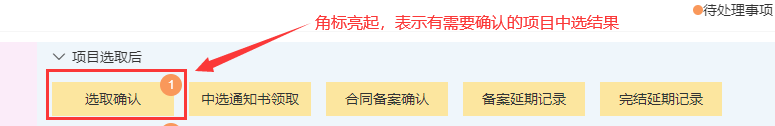 待处理事项
角标亮起，表示有需要确认的项目中选结果
项目选取后
1
选取确认 中选通知书领取 合同备案确认 备案延期记录 完结延期记录